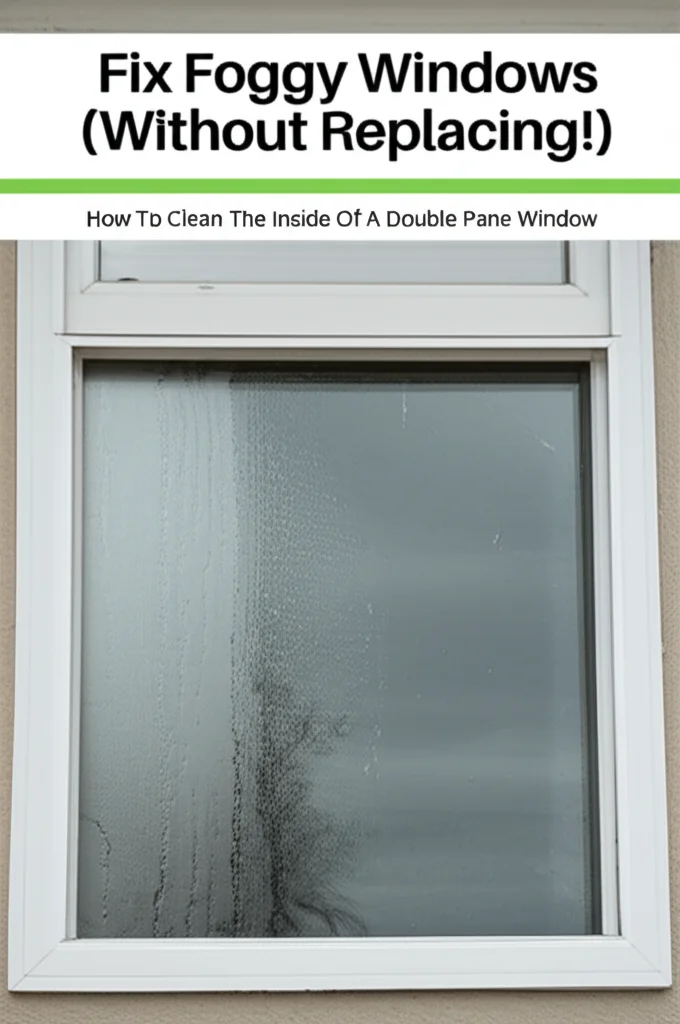 Fix Foggy Windows
(Without Replacing!)
How To Clean The Inside Of A Double Pane Window